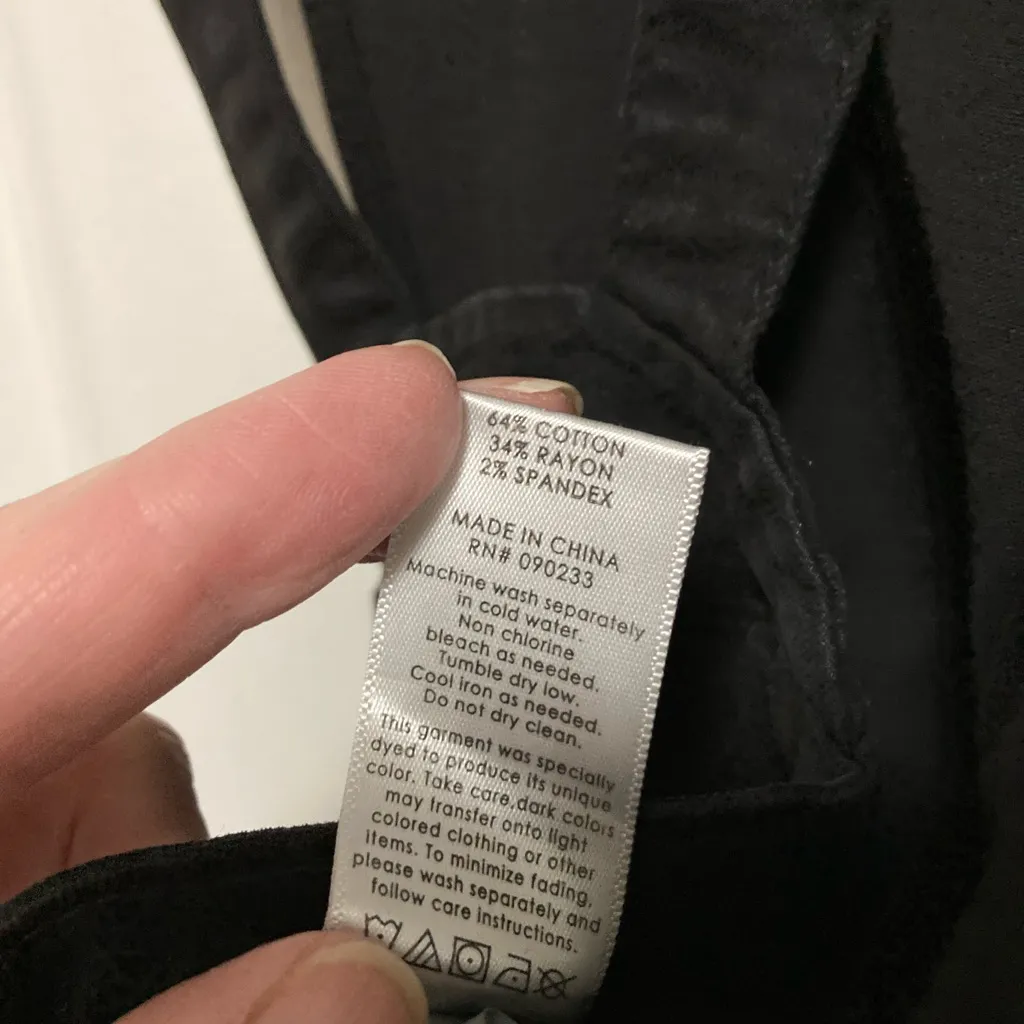 64% COTTON
34% RAYON
2% SPANDEX
MADE IN CHINA
RN# 090233
Machine wash separately
in cold water.
Non chlorine
bleach as needed.
Tumble dry low.
Cool iron as needed.
Do not dry clean.
This garment was specially
dyed to produce its unique
color. Take care,dark colors
may transfer onto light
colored clothing or other
items. To minimize fading,
please wash separately and
follow care instructions.